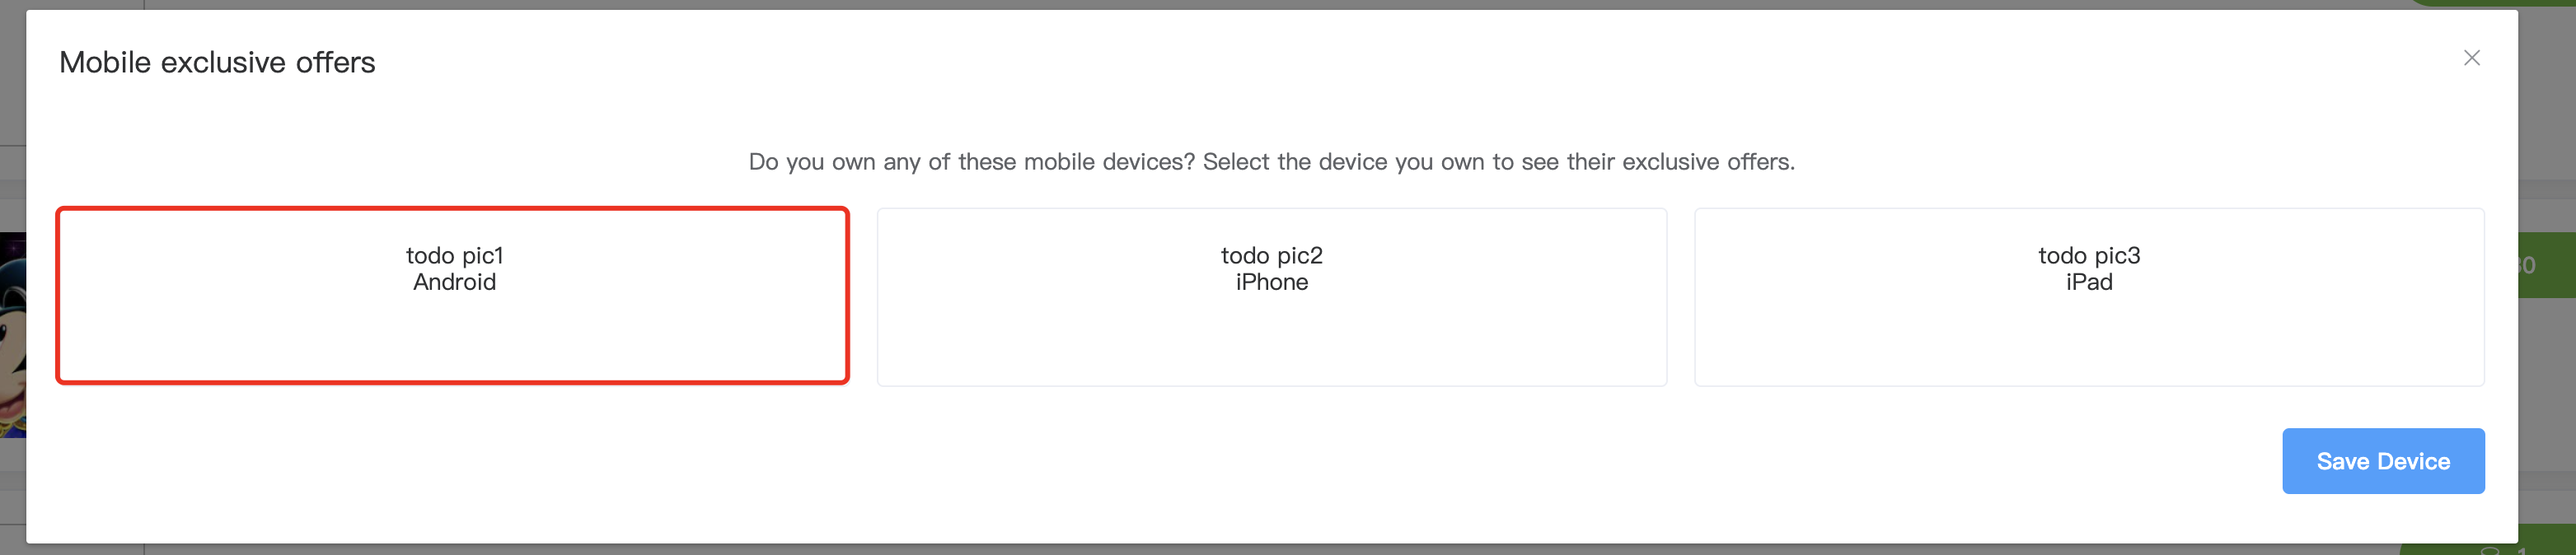 Mobile exclusive offers
Do you own any of these mobile devices? Select the device you own to see their exclusive offers.
todo pic1
Android
todo pic2
iPhone
todo pic3
iPad
Save Device